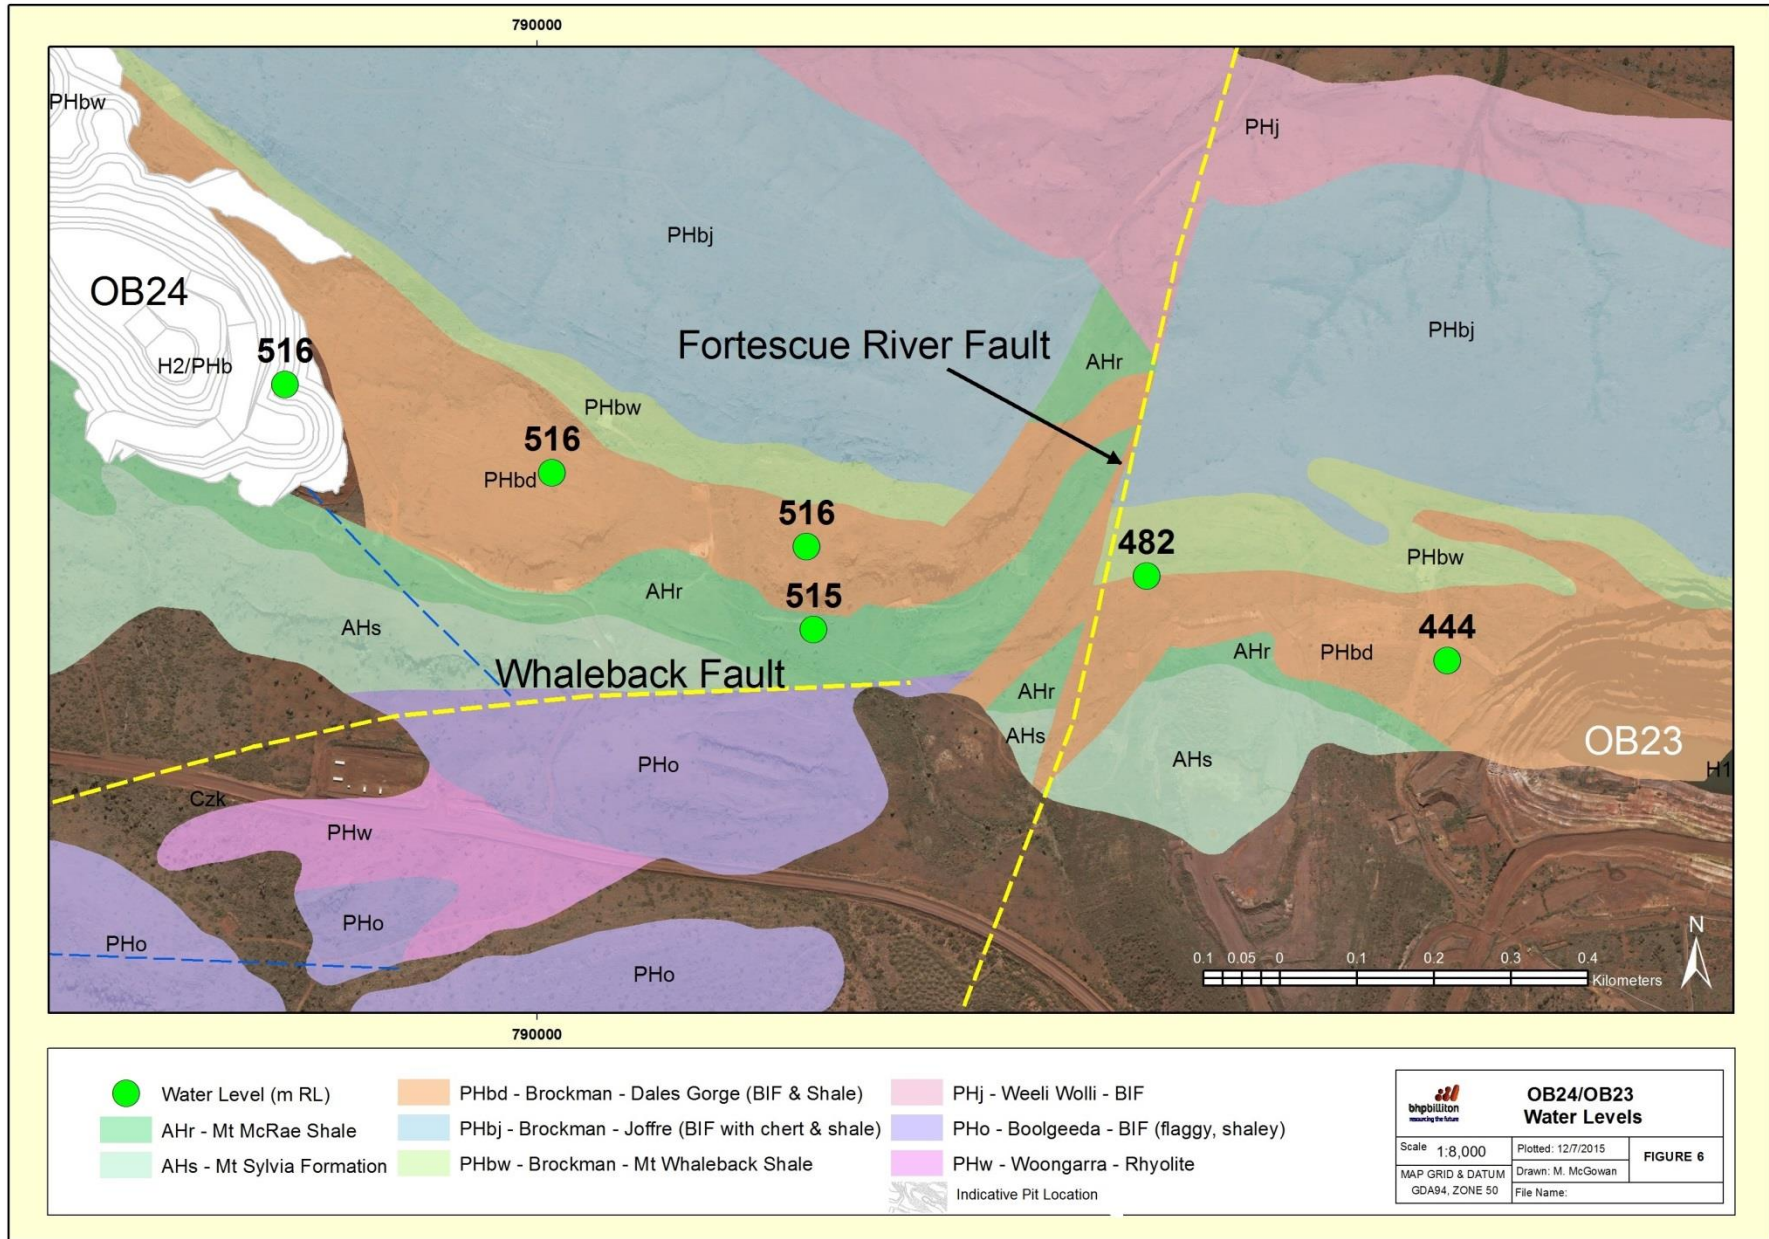 790000
PHbw
PHj
PHbj
OB24
PHbj
516
Fortescue River Fault
H2/PHb
AHr
PHbw
516
PHbd
516
482
PHbw
AHr
515
444
AHs
AHr
PHbd
Whaleback Fault
AHr
AHs
OB23
PHo
AHs
H1
Czk
PHw
PHo
PHo
PHo
N
0.1 0.05 0 0.1 0.2 0.3 0.4
Kilometers
790000
Water Level (m RL)
AHr - Mt McRae Shale
AHs - Mt Sylvia Formation
PHbd - Brockman - Dales Gorge (BIF & Shale)
PHbj - Brockman - Joffre (BIF with chert & shale)
PHbw - Brockman - Mt Whaleback Shale
PHj - Weeli Wolli - BIF
PHo - Boolgeeda - BIF (flaggy, shaley)
PHw - Woongarra - Rhyolite
Indicative Pit Location
bhpbilliton
resourcing the future
OB24/OB23
Water Levels
Scale 1:8,000
Plotted: 12/7/2015
FIGURE 6
MAP GRID & DATUM
GDA94, ZONE 50
Drawn: M. McGowan
File Name: